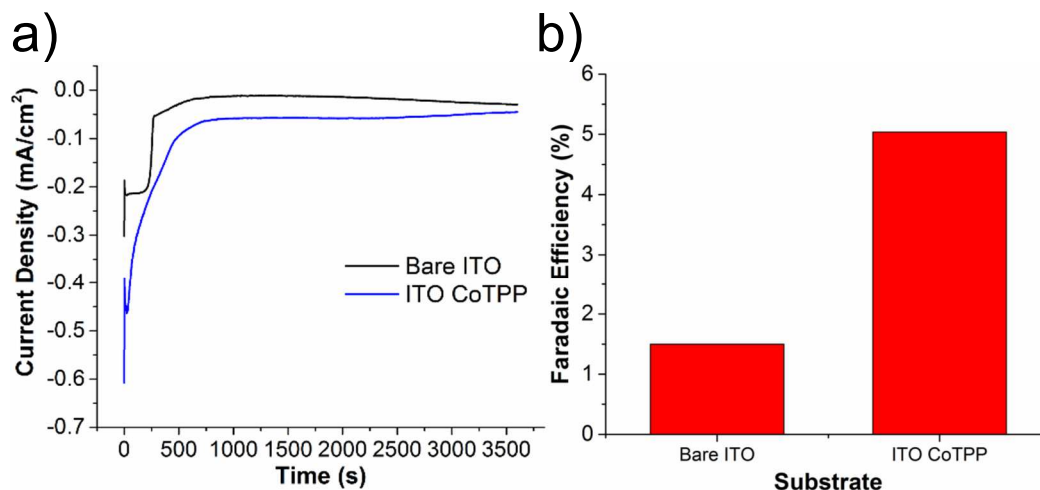 a)
0.0
-0.1
-0.2
-0.3
-0.4
-0.5
-0.6
-0.7
Current Density (mA/cm²)
Bare ITO
ITO CoTPP
0 500 1000 1500 2000 2500 3000 3500
Time (s)
b)
6
5
4
3
2
1
0
Faradaic Efficiency (%)
Bare ITO ITO CoTPP
Substrate